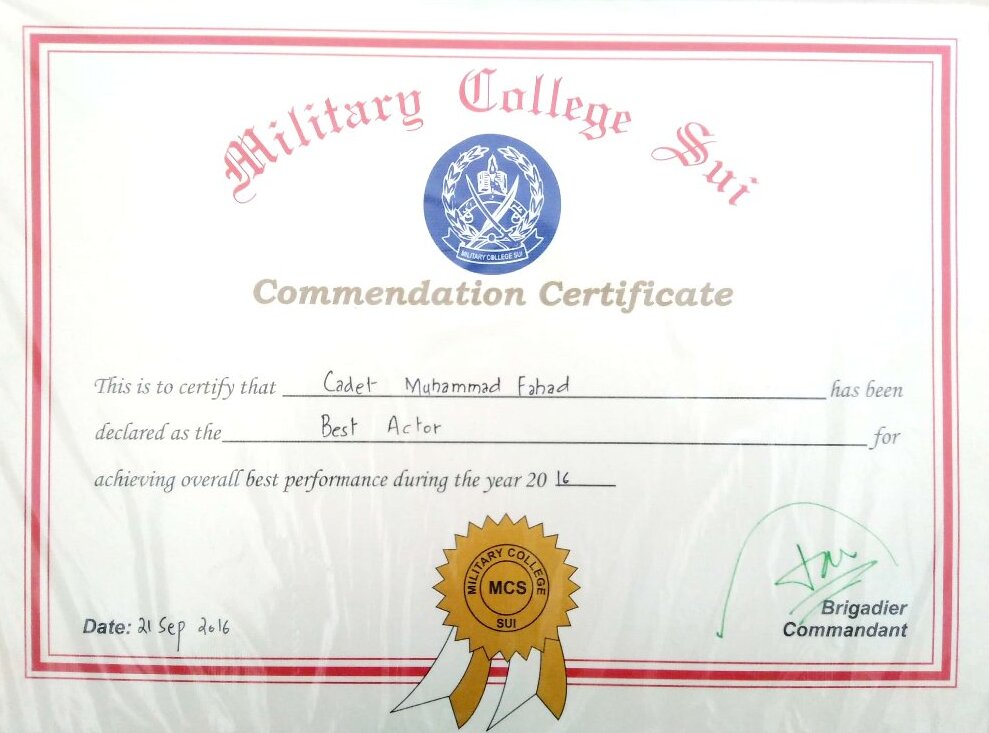 Military College Sui
MILITARY COLLEGE SUI
Commendation Certificate
This is to certify that Cadet Muhammad Fahad has been
declared as the Best Actor for
achieving overall best performance during the year 20 16
MILITARY COLLEGE
MCS
SUI
Date: 21 Sep 2016
Brigadier
Commandant